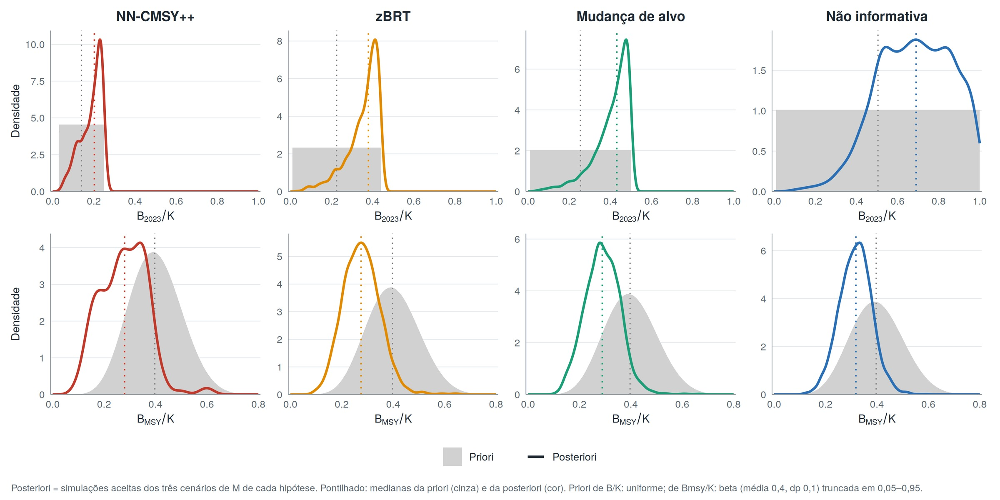 NN-CMSY++
zBRT
Mudança de alvo
Não informativa
Densidade
10.0
7.5
5.0
2.5
0.0
0.0 0.2 0.4 0.6 0.8 1.0
B2023/K
8
6
4
2
0
0.0 0.2 0.4 0.6 0.8 1.0
B2023/K
6
4
2
0
0.0 0.2 0.4 0.6 0.8 1.0
B2023/K
1.5
1.0
0.5
0.0
0.0 0.2 0.4 0.6 0.8 1.0
B2023/K
Densidade
4
3
2
1
0
0.0 0.2 0.4 0.6 0.8
BMSY/K
5
4
3
2
1
0
0.0 0.2 0.4 0.6 0.8
BMSY/K
6
4
2
0
0.0 0.2 0.4 0.6 0.8
BMSY/K
6
4
2
0
0.0 0.2 0.4 0.6 0.8
BMSY/K
Priori
Posteriori
Posteriori = simulações aceitas dos três cenários de M de cada hipótese. Pontilhado: medianas da priori (cinza) e da posteriori (cor). Priori de B/K: uniforme; de Bmsy/K: beta (média 0,4, dp 0,1) truncada em 0,05–0,95.